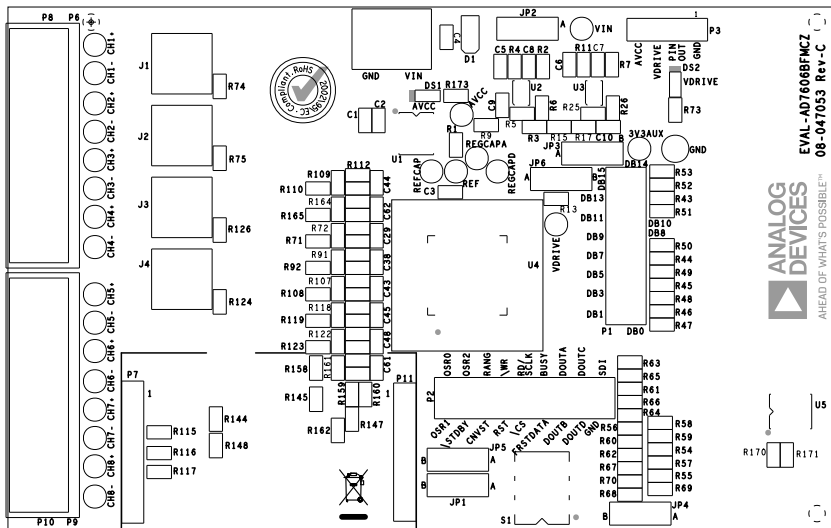 P8 P6
CH1+
CH1-
CH2+
CH2-
CH3+
CH3-
CH4+
CH4-
CH5+
CH5-
CH6+
CH6-
CH7+
CH7-
CH8+
CH8-
P10 P9
J1
R74
J2
R75
J3
R126
J4
R124
RoHS
Compliant
2002/95/EC
GND VIN
C4
D1
JP2
A
VIN
1
P3
AVCC
VDRIVE
PIN
OUT
GND
C5 R4 C8 R2
C6
R11 C7
R7
DS2
VDRIVE
R73
U2
U3
DS1
R173
AVCC
AVCC
C1
C2
C9
R5
R6
R25
R26
R1
R9
R3
R15
R17
C10
B
U1
REGCAPA
REFCAP
REF
REGCAPD
C3
JP3
A
3V3AUX
GND
JP6
A
B
R13
VDRIVE
DB14
DB15
DB13
DB11
DB9
DB7
DB5
DB3
DB1
DB10
DB8
P1 DB0
R53
R52
R43
R51
R50
R44
R49
R45
R48
R46
R47
R112
R109
R110
C44
R164
R165
C62
R72
R71
C29
R91
R92
C38
R107
R108
C43
R118
R119
C45
R122
R123
C48
R158
R161
C61
R145
R159
R160
R162
R147
U4
P7
1
R115
R116
R117
R144
R148
P11
1
P2
OSR0
OSR2
RANG
\WR
RD/
SCLK
BUSY
DOUTA
DOUTC
SDI
OSR1
\STDBY
CNVST
RST
\CS
FRSTDATA
DOUTB
DOUTD
GND
JP5
B
A
B
A
JP1
S1
R63
R65
R61
R66
R64
R56
R60
R62
R67
R70
R68
R58
R59
R54
R57
R55
R69
B
JP4
A
U5
R170
R171
EVAL-AD7606BFMCZ
08-047053 Rev-C
ANALOG
DEVICES
AHEAD OF WHAT'S POSSIBLE™